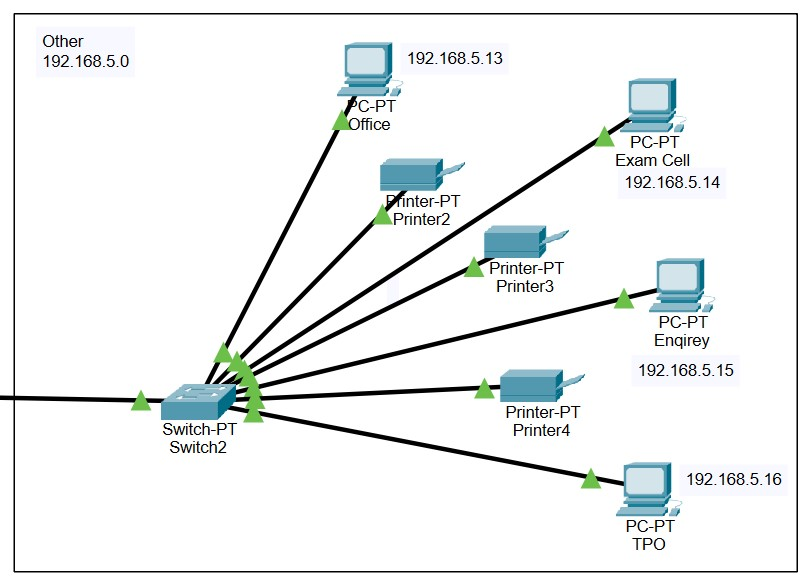 Other
192.168.5.0
192.168.5.13
PC-PT
Office
PC-PT
Exam Cell
192.168.5.14
Printer-PT
Printer2
Printer-PT
Printer3
PC-PT
Enqirey
192.168.5.15
Printer-PT
Printer4
Switch-PT
Switch2
192.168.5.16
PC-PT
TPO